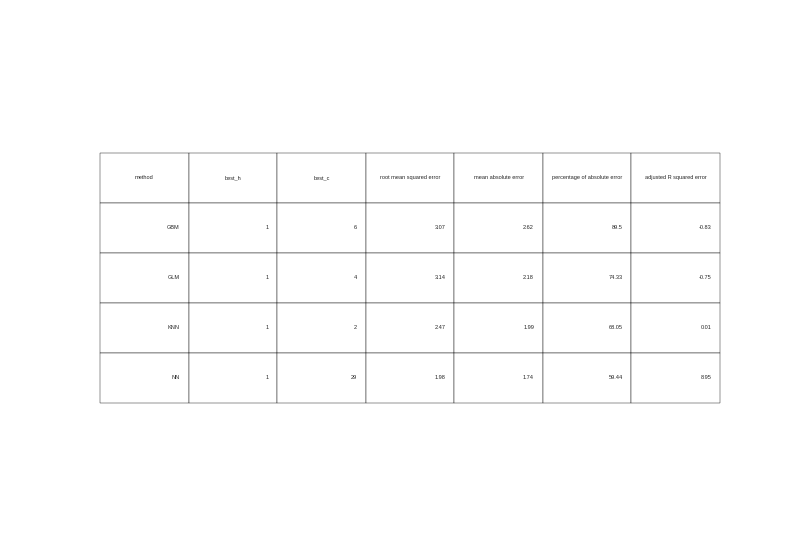 method best_h best_c root mean squared error mean absolute error percentage of absolute error adjusted R squared error
GBM 1 6 3.07 2.62 89.5 -0.83
GLM 1 4 3.14 2.18 74.33 -0.75
KNN 1 2 2.47 1.99 68.05 0.01
NN 1 29 1.98 1.74 59.44 8.95